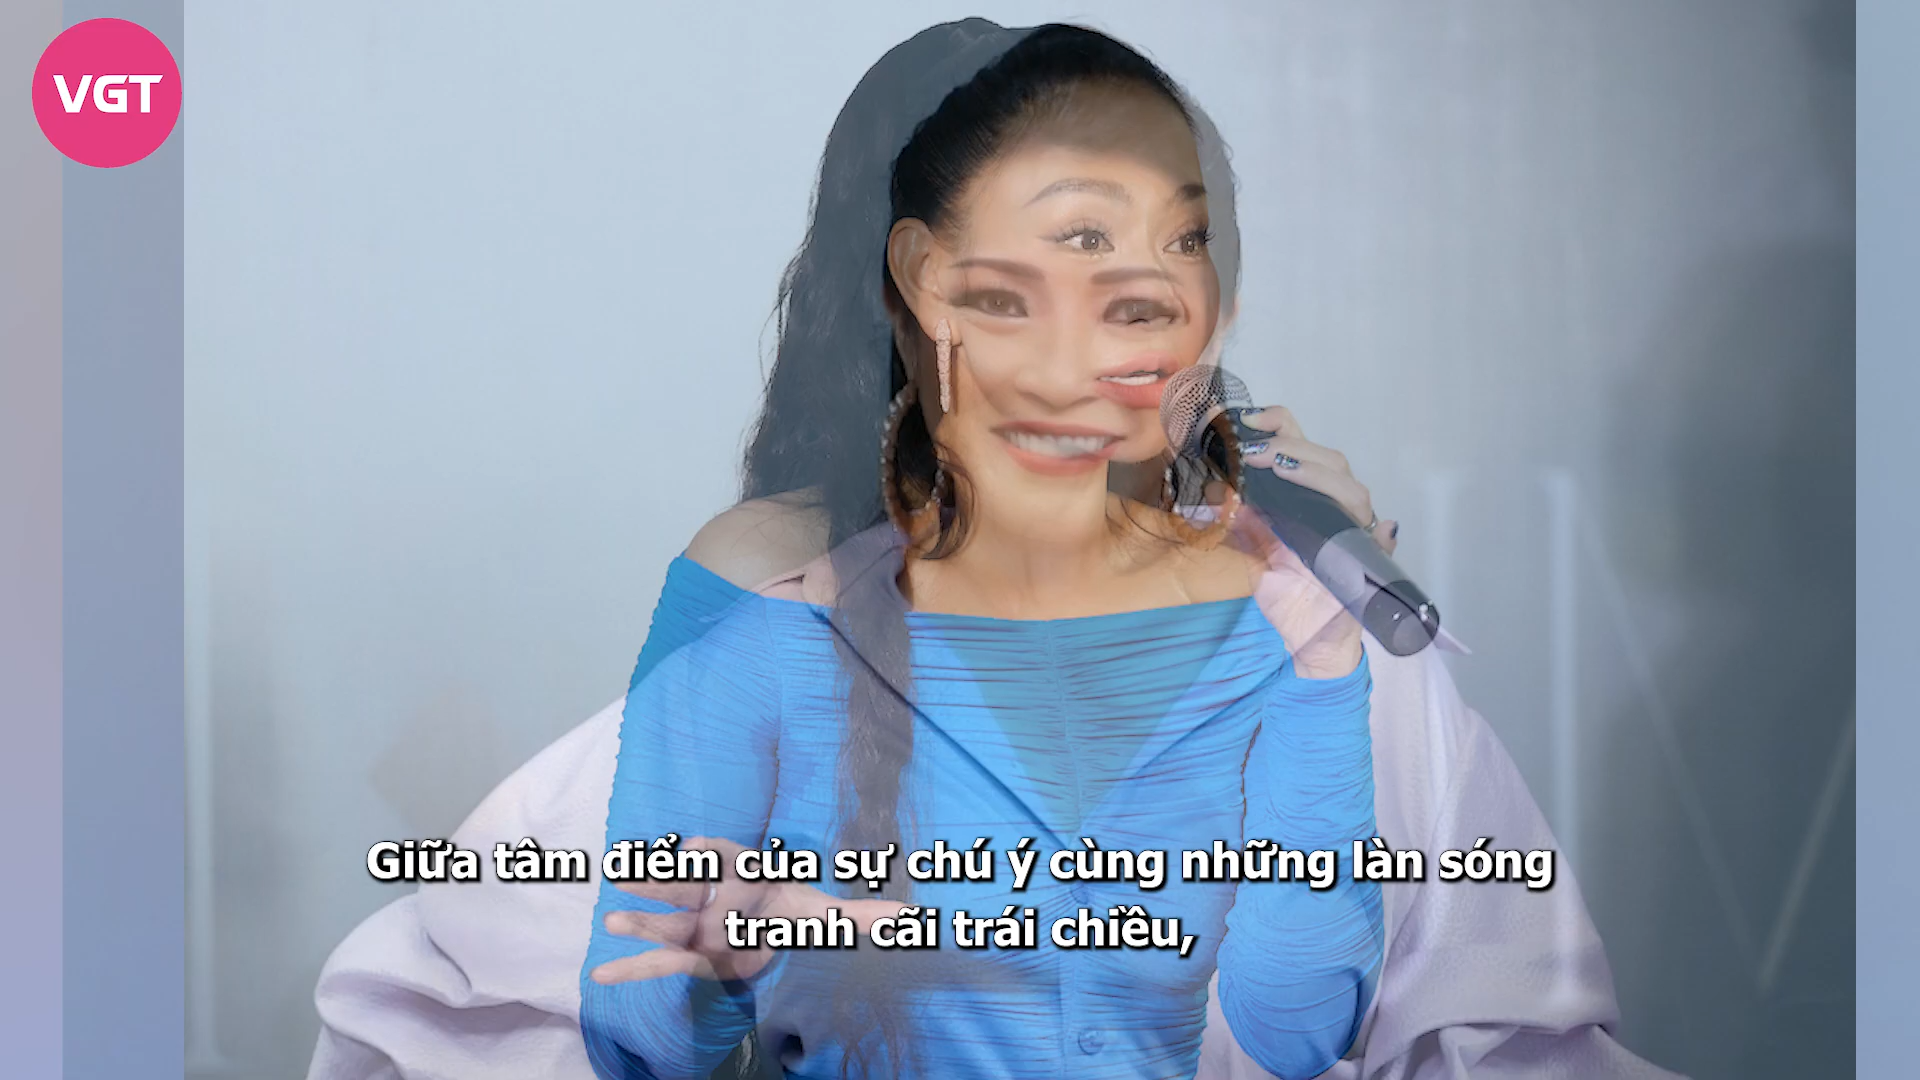 VGT
Giữa tâm điểm của sự chú ý cùng những làn sóng
tranh cãi trái chiều,